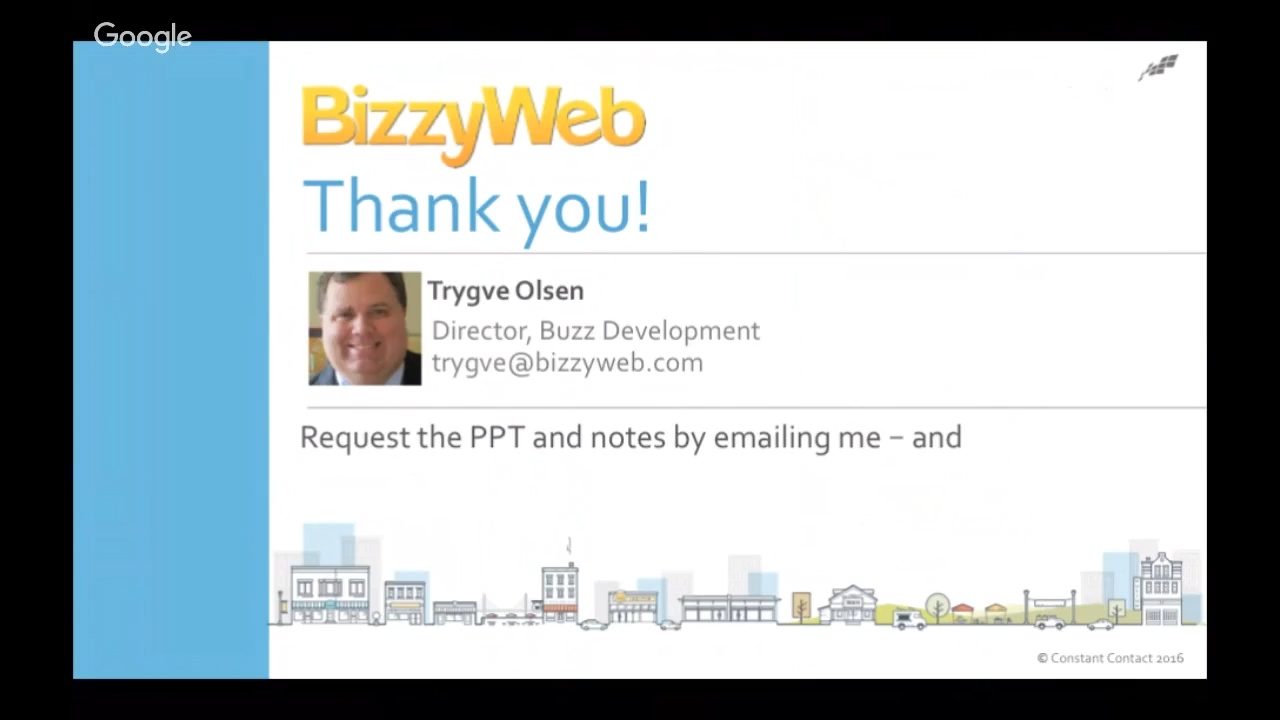 Google
BizzyWeb
Thank you!
Trygve Olsen
Director, Buzz Development
trygve@bizzyweb.com
Request the PPT and notes by emailing me – and
© Constant Contact 2016